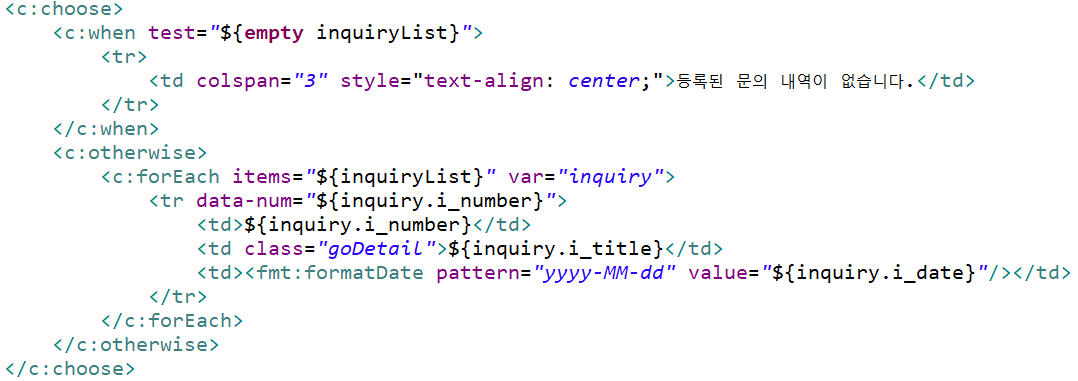 <c:choose>
    <c:when test="${empty inquiryList}">
        <tr>
            <td colspan="3" style="text-align: center;">등록된 문의 내역이 없습니다.</td>
        </tr>
    </c:when>
    <c:otherwise>
        <c:forEach items="${inquiryList}" var="inquiry">
            <tr data-num="${inquiry.i_number}">
                <td>${inquiry.i_number}</td>
                <td class="goDetail">${inquiry.i_title}</td>
                <td><fmt:formatDate pattern="yyyy-MM-dd" value="${inquiry.i_date}"/></td>
            </tr>
        </c:forEach>
    </c:otherwise>
</c:choose>